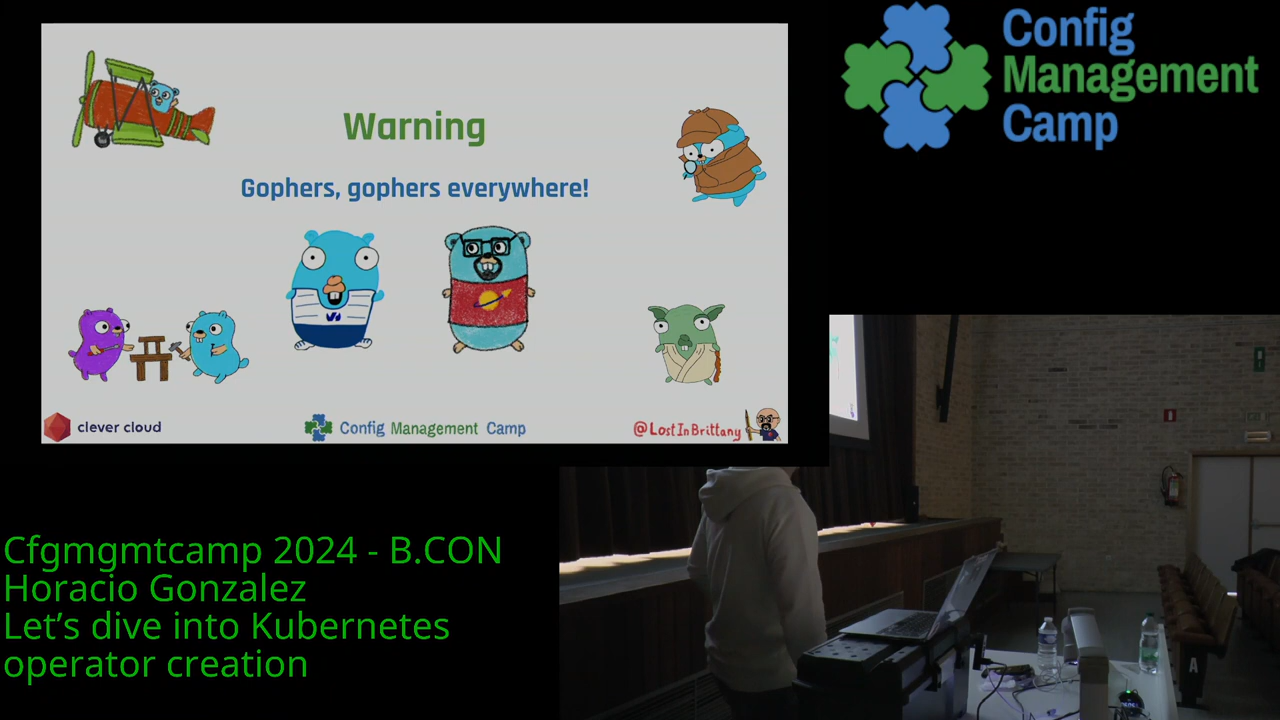 Warning
Gophers, gophers everywhere!
clever cloud
Config Management Camp
@LostInBrittany
Config
Management
Camp
Cfgmgmtcamp 2024 - B.CON
Horacio Gonzalez
Let's dive into Kubernetes
operator creation
A